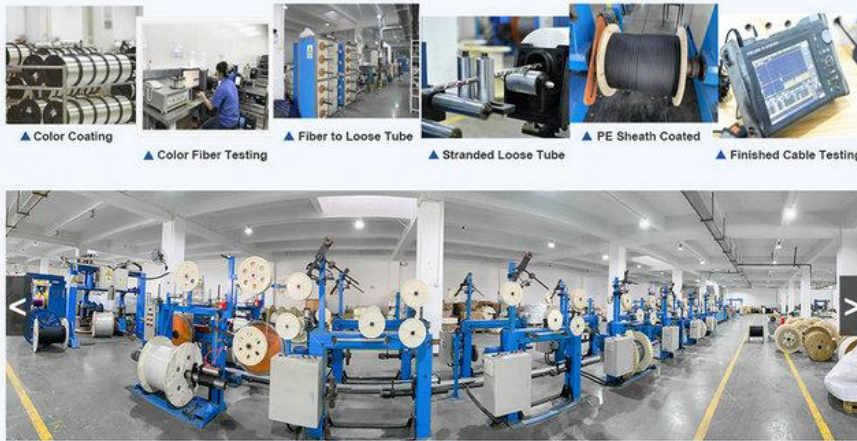 ▲ Color Coating
▲ Color Fiber Testing
▲ Fiber to Loose Tube
▲ Stranded Loose Tube
▲ PE Sheath Coated
▲ Finished Cable Testing
< >